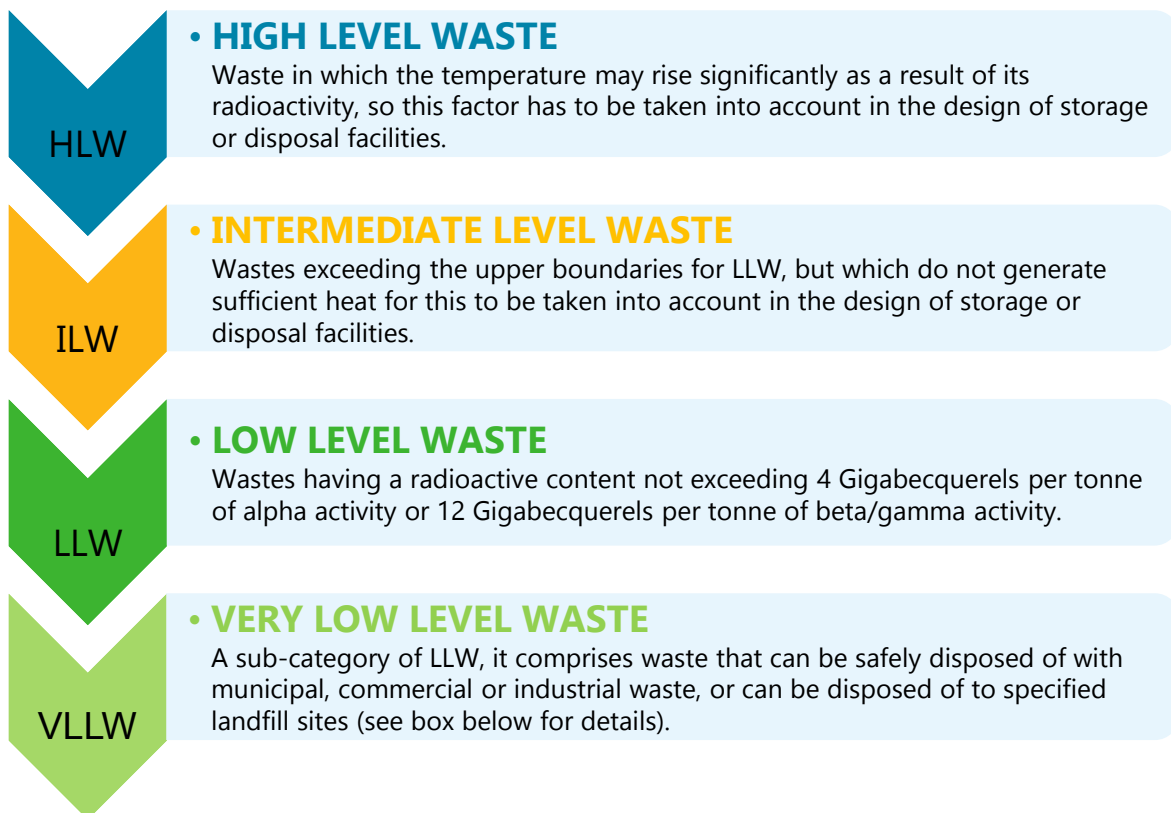 • HIGH LEVEL WASTE
Waste in which the temperature may rise significantly as a result of its
radioactivity, so this factor has to be taken into account in the design of storage
or disposal facilities.
HLW
• INTERMEDIATE LEVEL WASTE
Wastes exceeding the upper boundaries for LLW, but which do not generate
sufficient heat for this to be taken into account in the design of storage or
disposal facilities.
ILW
• LOW LEVEL WASTE
Wastes having a radioactive content not exceeding 4 Gigabecquerels per tonne
of alpha activity or 12 Gigabecquerels per tonne of beta/gamma activity.
LLW
• VERY LOW LEVEL WASTE
A sub-category of LLW, it comprises waste that can be safely disposed of with
municipal, commercial or industrial waste, or can be disposed of to specified
landfill sites (see box below for details).
VLLW